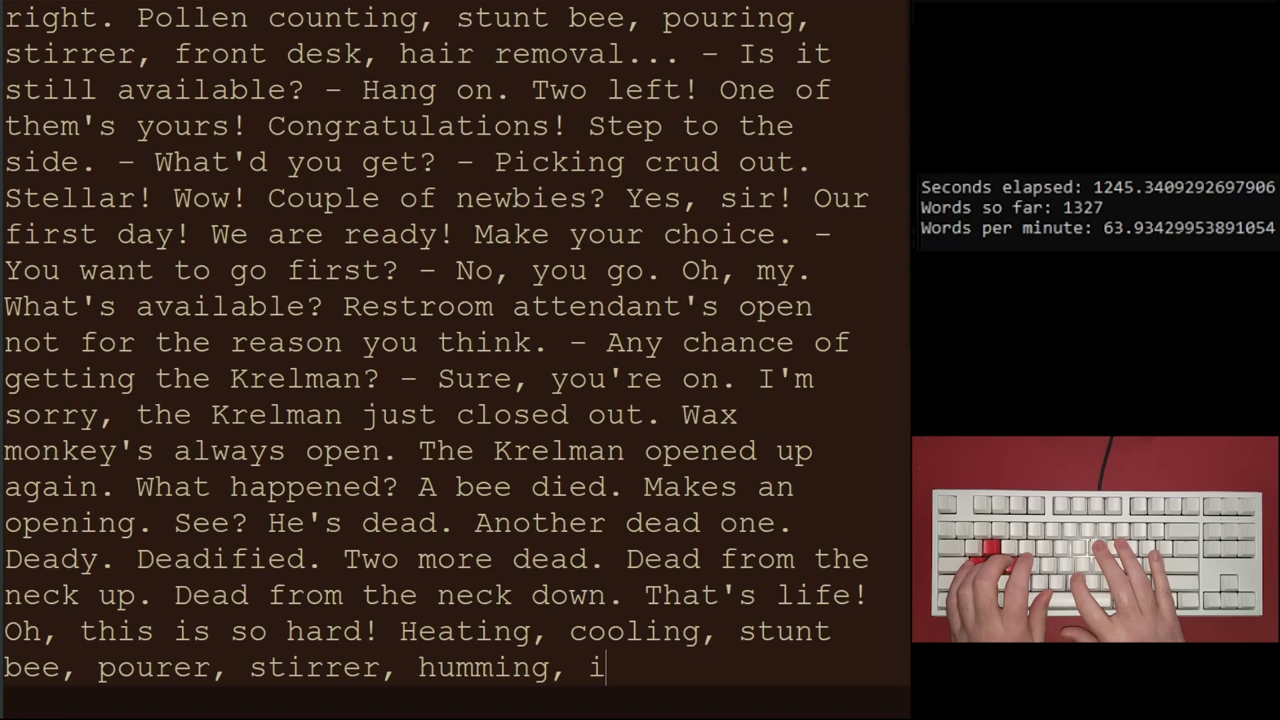 right. Pollen counting, stunt bee, pouring,
stirrer, front desk, hair removal... - Is it
still available? - Hang on. Two left! One of
them's yours! Congratulations! Step to the
side. - What'd you get? - Picking crud out.
Stellar! Wow! Couple of newbies? Yes, sir! Our
first day! We are ready! Make your choice. -
You want to go first? - No, you go. Oh, my.
What's available? Restroom attendant's open
not for the reason you think. - Any chance of
getting the Krelman? - Sure, you're on. I'm
sorry, the Krelman just closed out. Wax
monkey's always open. The Krelman opened up
again. What happened? A bee died. Makes an
opening. See? He's dead. Another dead one.
Deady. Deadified. Two more dead. Dead from the
neck up. Dead from the neck down. That's life!
Oh, this is so hard! Heating, cooling, stunt
bee, pourer, stirrer, humming, i
Seconds elapsed: 1245.3409292697906
Words so far: 1327
Words per minute: 63.93429953891054